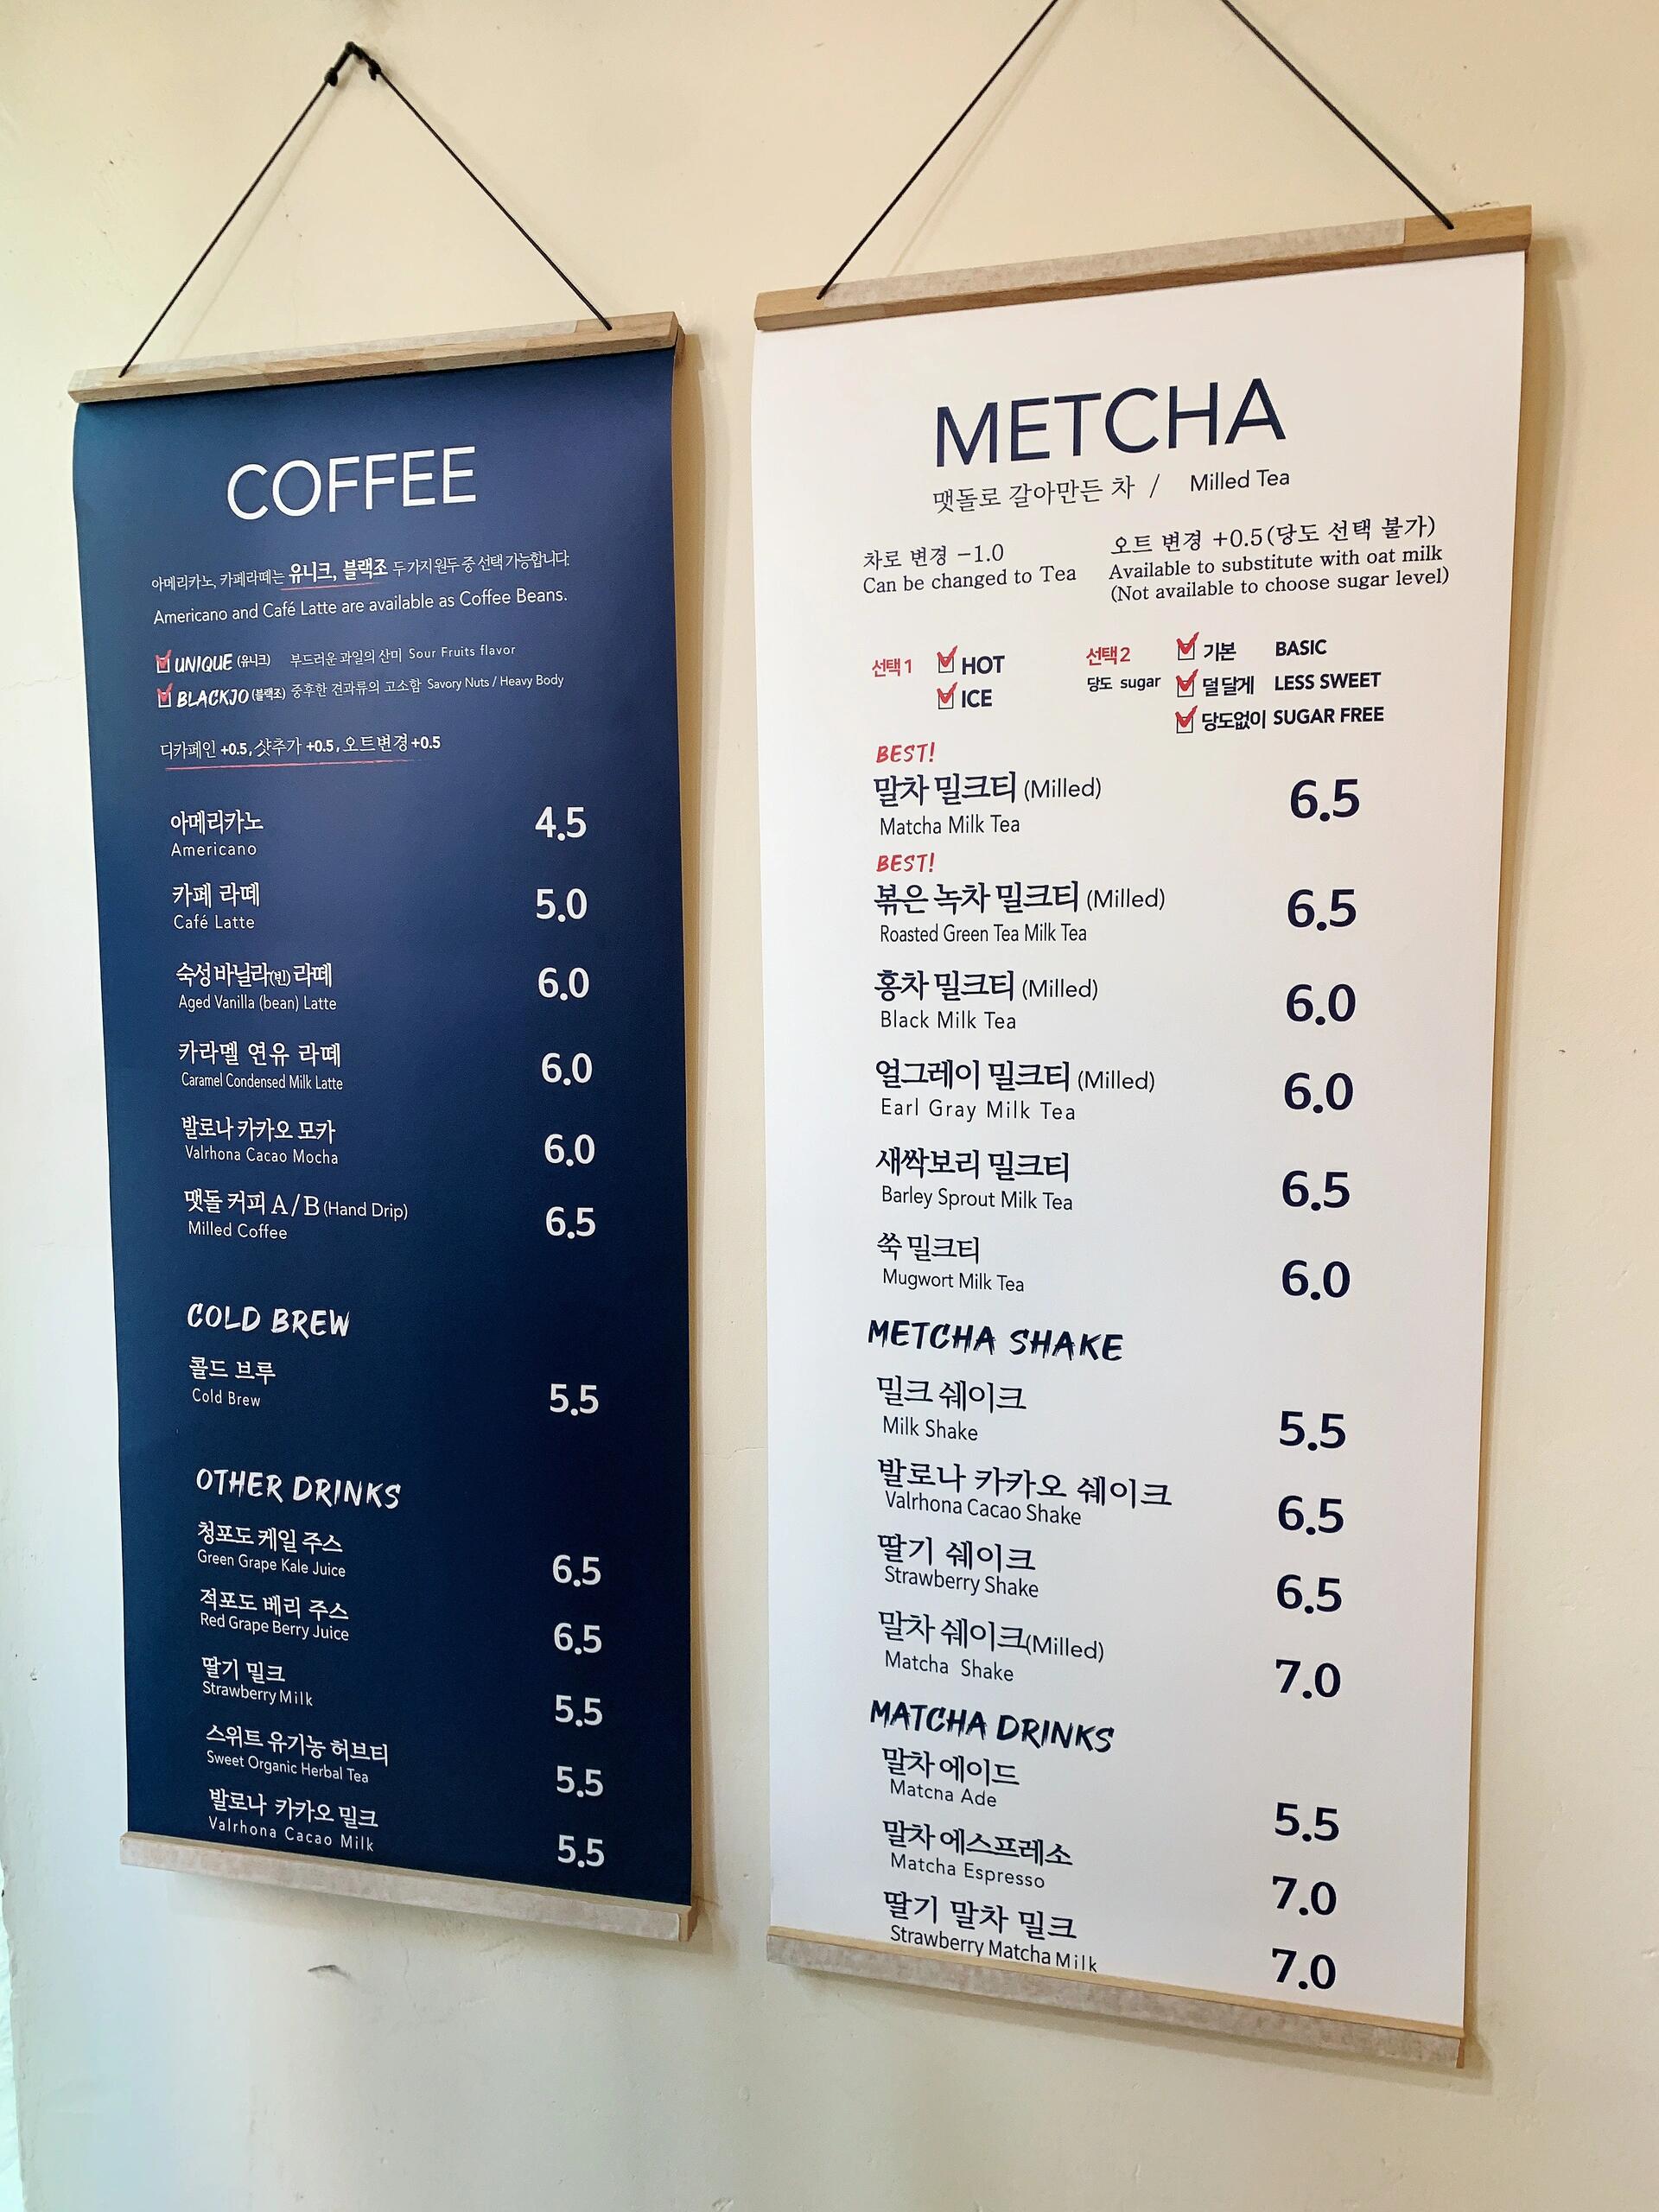 COFFEE
아메리카노, 카페라떼는 유니크, 블랙조 두가지 원두 중 선택 가능합니다.
Americano and Café Latte are available as Coffee Beans.
UNIQUE (유니크) 부드러운 과일의 산미 Sour Fruits flavor
BLACKJO (블랙조) 중후한 견과류의 고소함 Savory Nuts / Heavy Body
디카페인 +0.5, 샷추가 +0.5, 오트변경 +0.5
아메리카노 4.5
Americano
카페 라떼 5.0
Café Latte
숙성 바닐라(빈) 라떼 6.0
Aged Vanilla (bean) Latte
카라멜 연유 라떼 6.0
Caramel Condensed Milk Latte
발로나 카카오 모카 6.0
Valrhona Cacao Mocha
맷돌 커피 A / B (Hand Drip) 6.5
Milled Coffee
COLD BREW
콜드 브루 5.5
Cold Brew
OTHER DRINKS
청포도 케일 주스 6.5
Green Grape Kale Juice
적포도 베리 주스 6.5
Red Grape Berry Juice
딸기 밀크 5.5
Strawberry Milk
스위트 유기농 허브티 5.5
Sweet Organic Herbal Tea
발로나 카카오 밀크 5.5
Valrhona Cacao Milk
METCHA
맷돌로 갈아만든 차 / Milled Tea
차로 변경 -1.0
Can be changed to Tea
오트 변경 +0.5 (당도 선택 불가)
Available to substitute with oat milk
(Not available to choose sugar level)
선택1 HOT
ICE
선택2 기본 BASIC
당도 sugar 덜 달게 LESS SWEET
당도없이 SUGAR FREE
BEST!
말차 밀크티 (Milled) 6.5
Matcha Milk Tea
BEST!
볶은 녹차 밀크티 (Milled) 6.5
Roasted Green Tea Milk Tea
홍차 밀크티 (Milled) 6.0
Black Milk Tea
얼그레이 밀크티 (Milled) 6.0
Earl Gray Milk Tea
새싹보리 밀크티 6.5
Barley Sprout Milk Tea
쑥 밀크티 6.0
Mugwort Milk Tea
METCHA SHAKE
밀크 쉐이크 5.5
Milk Shake
발로나 카카오 쉐이크 6.5
Valrhona Cacao Shake
딸기 쉐이크 6.5
Strawberry Shake
말차 쉐이크(Milled) 7.0
Matcha Shake
MATCHA DRINKS
말차 에이드 5.5
Matcna Ade
말차 에스프레소 7.0
Matcha Espresso
딸기 말차 밀크 7.0
Strawberry Matcha Milk